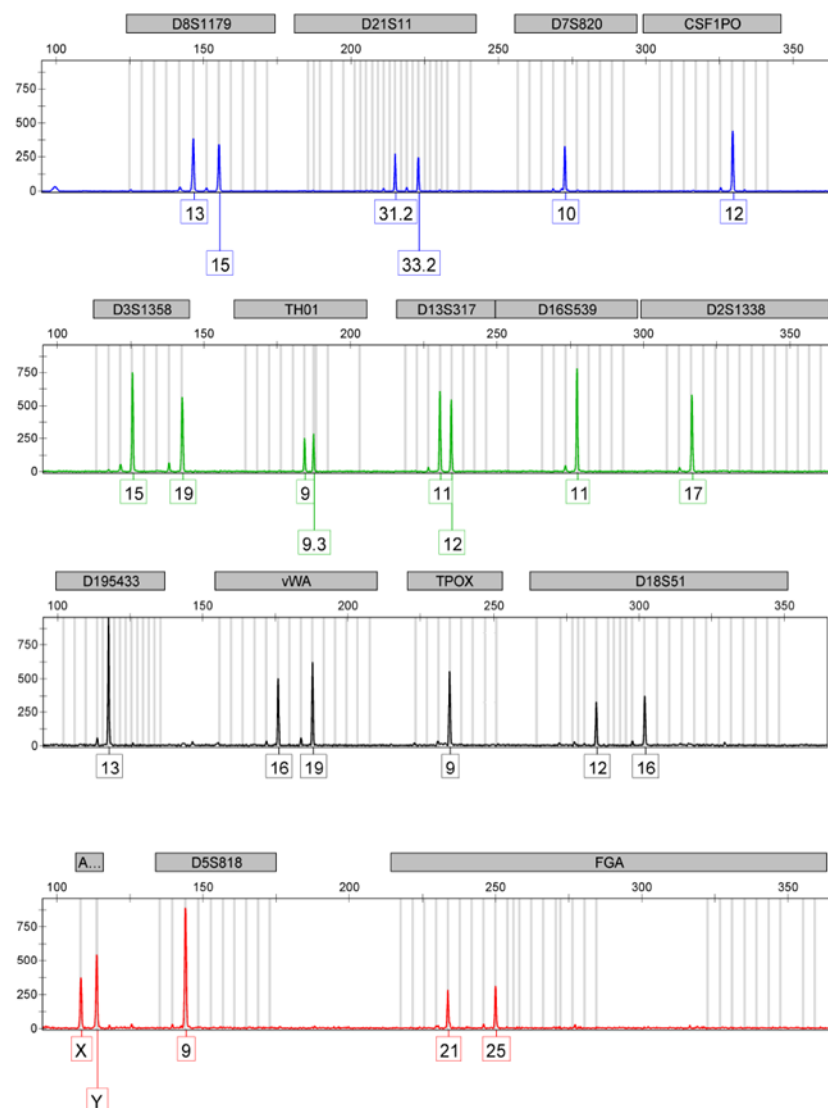 D8S1179 D21S11 D7S820 CSF1PO
100 150 200 250 300 350
750
500
250
0
13 31.2 10 12
15 33.2
D3S1358 TH01 D13S317 D16S539 D2S1338
100 150 200 250 300 350
750
500
250
0
15 19 9 11 11 17
9.3 12
D195433 vWA TPOX D18S51
100 150 200 250 300 350
750
500
250
0
13 16 19 9 12 16
A... D5S818 FGA
100 150 200 250 300 350
750
500
250
0
X 9 21 25
Y